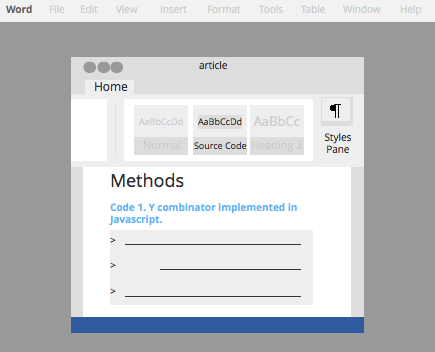 Word File Edit View Insert Format Tools Table Window Help
article
Home
AaBbCcDd AaBbCcDd AaBbCc
Normal Source Code Heading 2
¶
Styles
Pane
Methods
Code 1. Y combinator implemented in
Javascript.
>
>
>